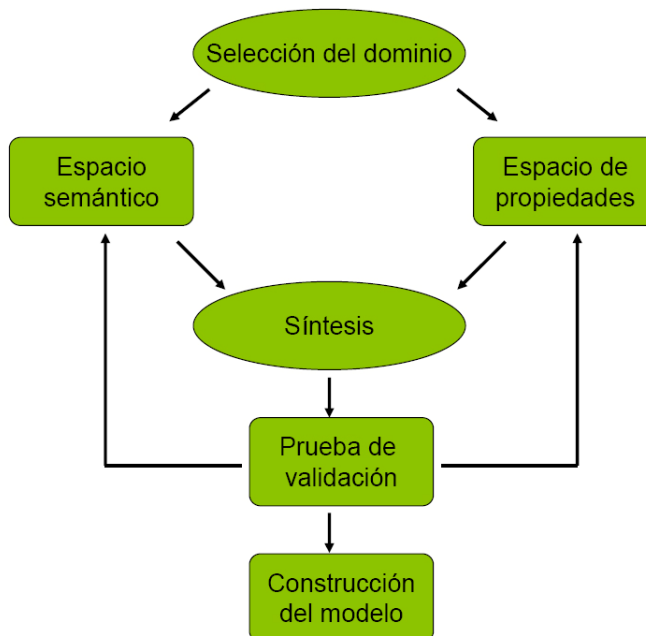 Selección del dominio
Espacio
semántico
Espacio de
propiedades
Síntesis
Prueba de
validación
Construcción
del modelo